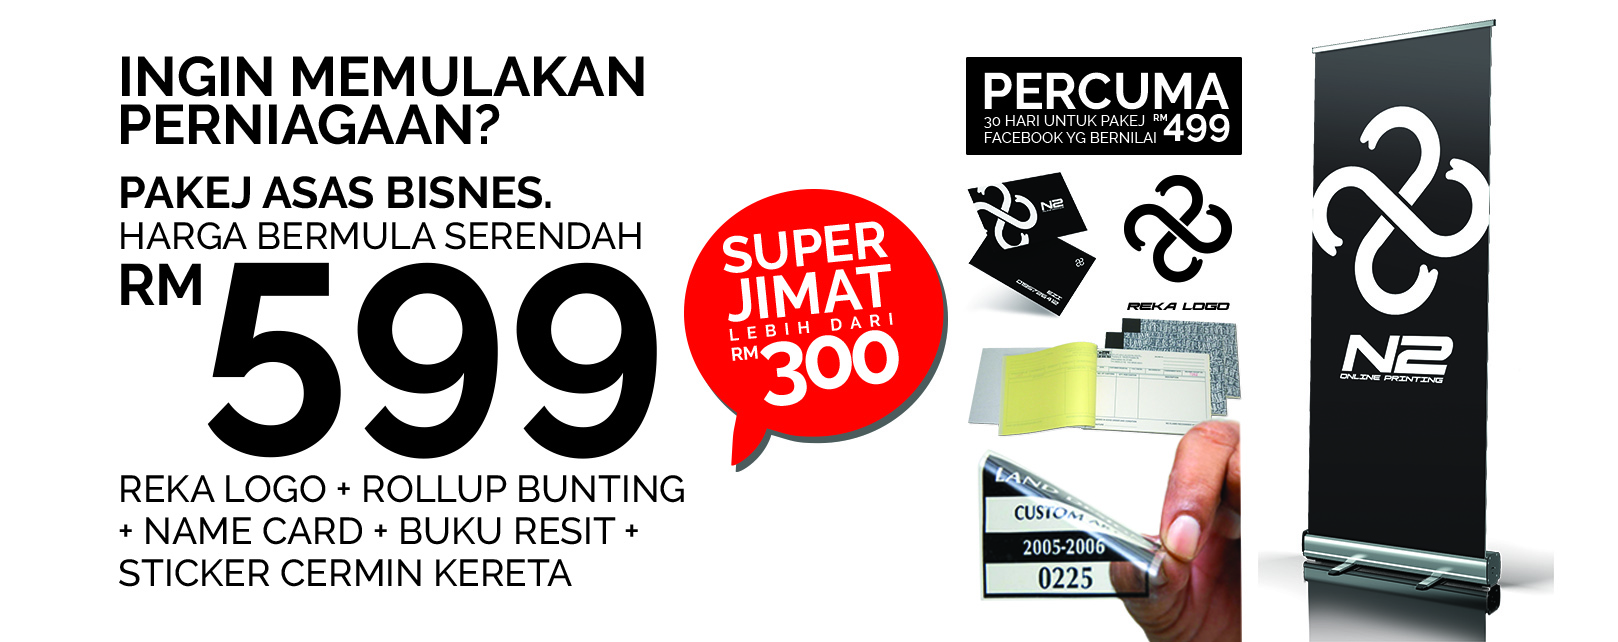 INGIN MEMULAKAN
PERNIAGAAN?
PAKEJ ASAS BISNES.
HARGA BERMULA SERENDAH
RM 599
REKA LOGO + ROLLUP BUNTING
+ NAME CARD + BUKU RESIT +
STICKER CERMIN KERETA
SUPER
JIMAT
LEBIH DARI
RM 300
PERCUMA
30 HARI UNTUK PAKEJ RM 499
FACEBOOK YG BERNILAI
N2
REKA LOGO
CUSTOM
2005-2006
0225
N2
ONLINE PRINTING